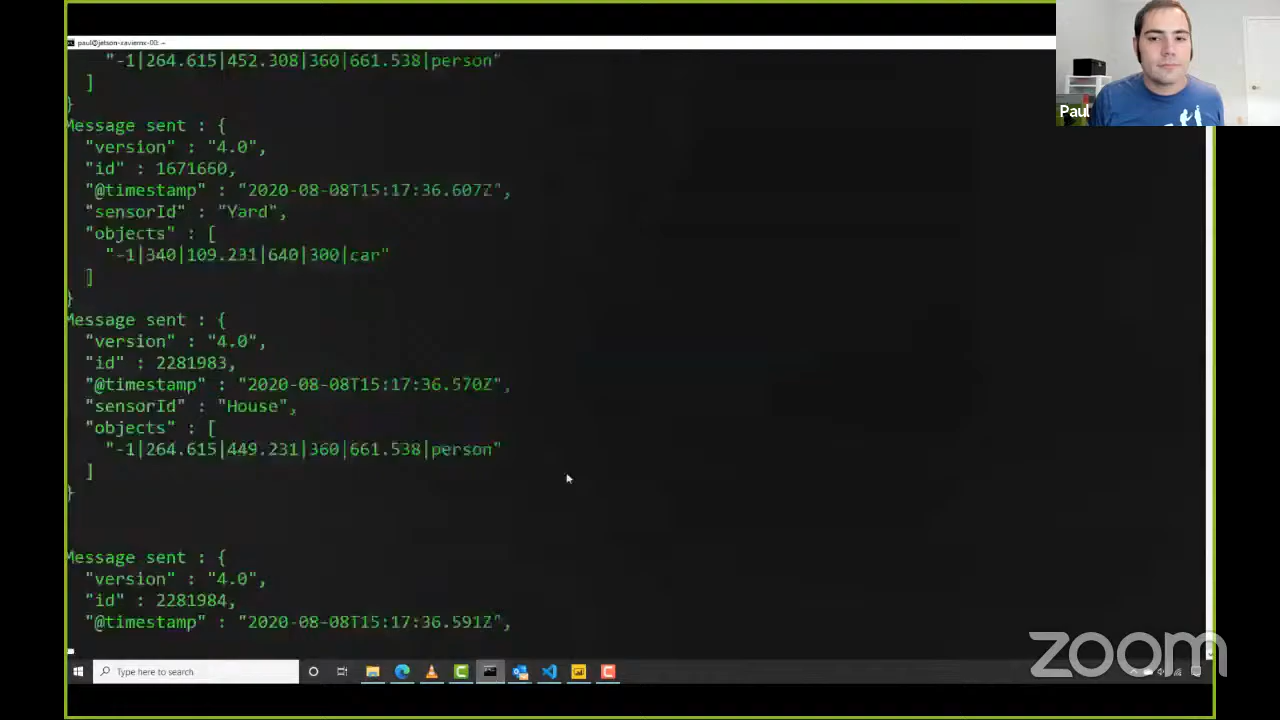 paul@jetson-xaviernx-00: ~
"-1|264.615|452.308|360|661.538|person"
]
}
Message sent : {
"version" : "4.0",
"id" : 1671660,
"@timestamp" : "2020-08-08T15:17:36.607Z",
"sensorId" : "Yard",
"objects" : [
"-1|340|109.231|640|300|car"
]
}
Message sent : {
"version" : "4.0",
"id" : 2281983,
"@timestamp" : "2020-08-08T15:17:36.570Z",
"sensorId" : "House",
"objects" : [
"-1|264.615|449.231|360|661.538|person"
]
}
Message sent : {
"version" : "4.0",
"id" : 2281984,
"@timestamp" : "2020-08-08T15:17:36.591Z",
Paul
zoom
Type here to search